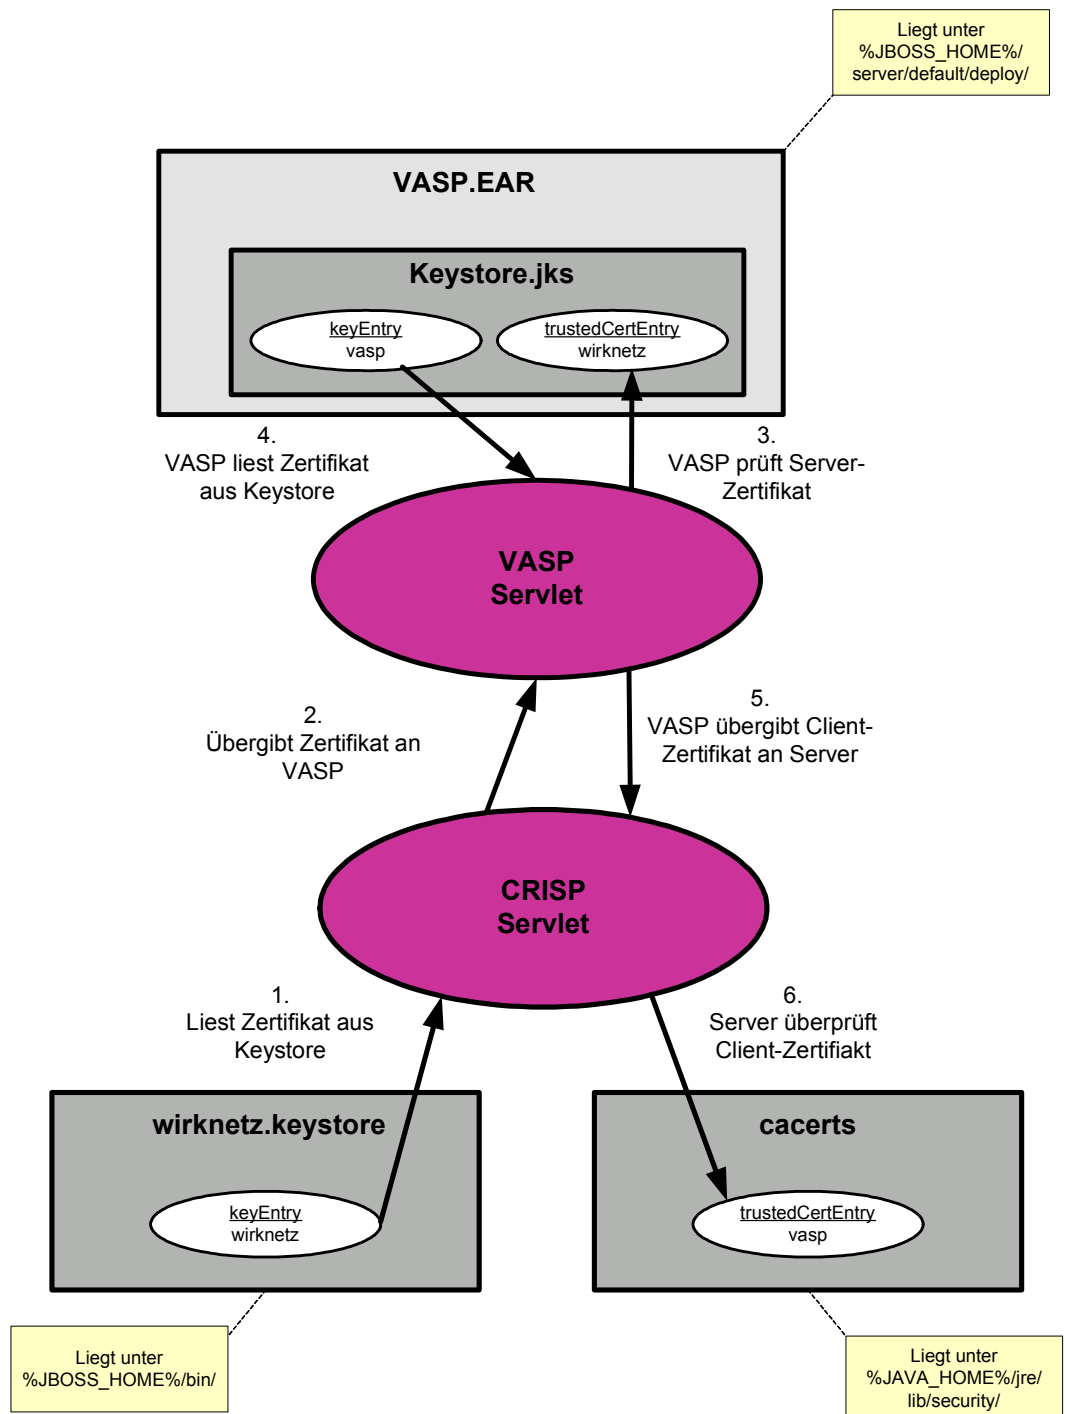 Liegt unter
%JBOSS_HOME%/
server/default/deploy/
VASP.EAR
Keystore.jks
keyEntry
vasp
trustedCertEntry
wirknetz
4.
VASP liest Zertifikat
aus Keystore
3.
VASP prüft Server-
Zertifikat
VASP
Servlet
2.
Übergibt Zertifikat an
VASP
5.
VASP übergibt Client-
Zertifikat an Server
CRISP
Servlet
1.
Liest Zertifikat aus
Keystore
6.
Server überprüft
Client-Zertifiakt
wirknetz.keystore
keyEntry
wirknetz
cacerts
trustedCertEntry
vasp
Liegt unter
%JBOSS_HOME%/bin/
Liegt unter
%JAVA_HOME%/jre/
lib/security/